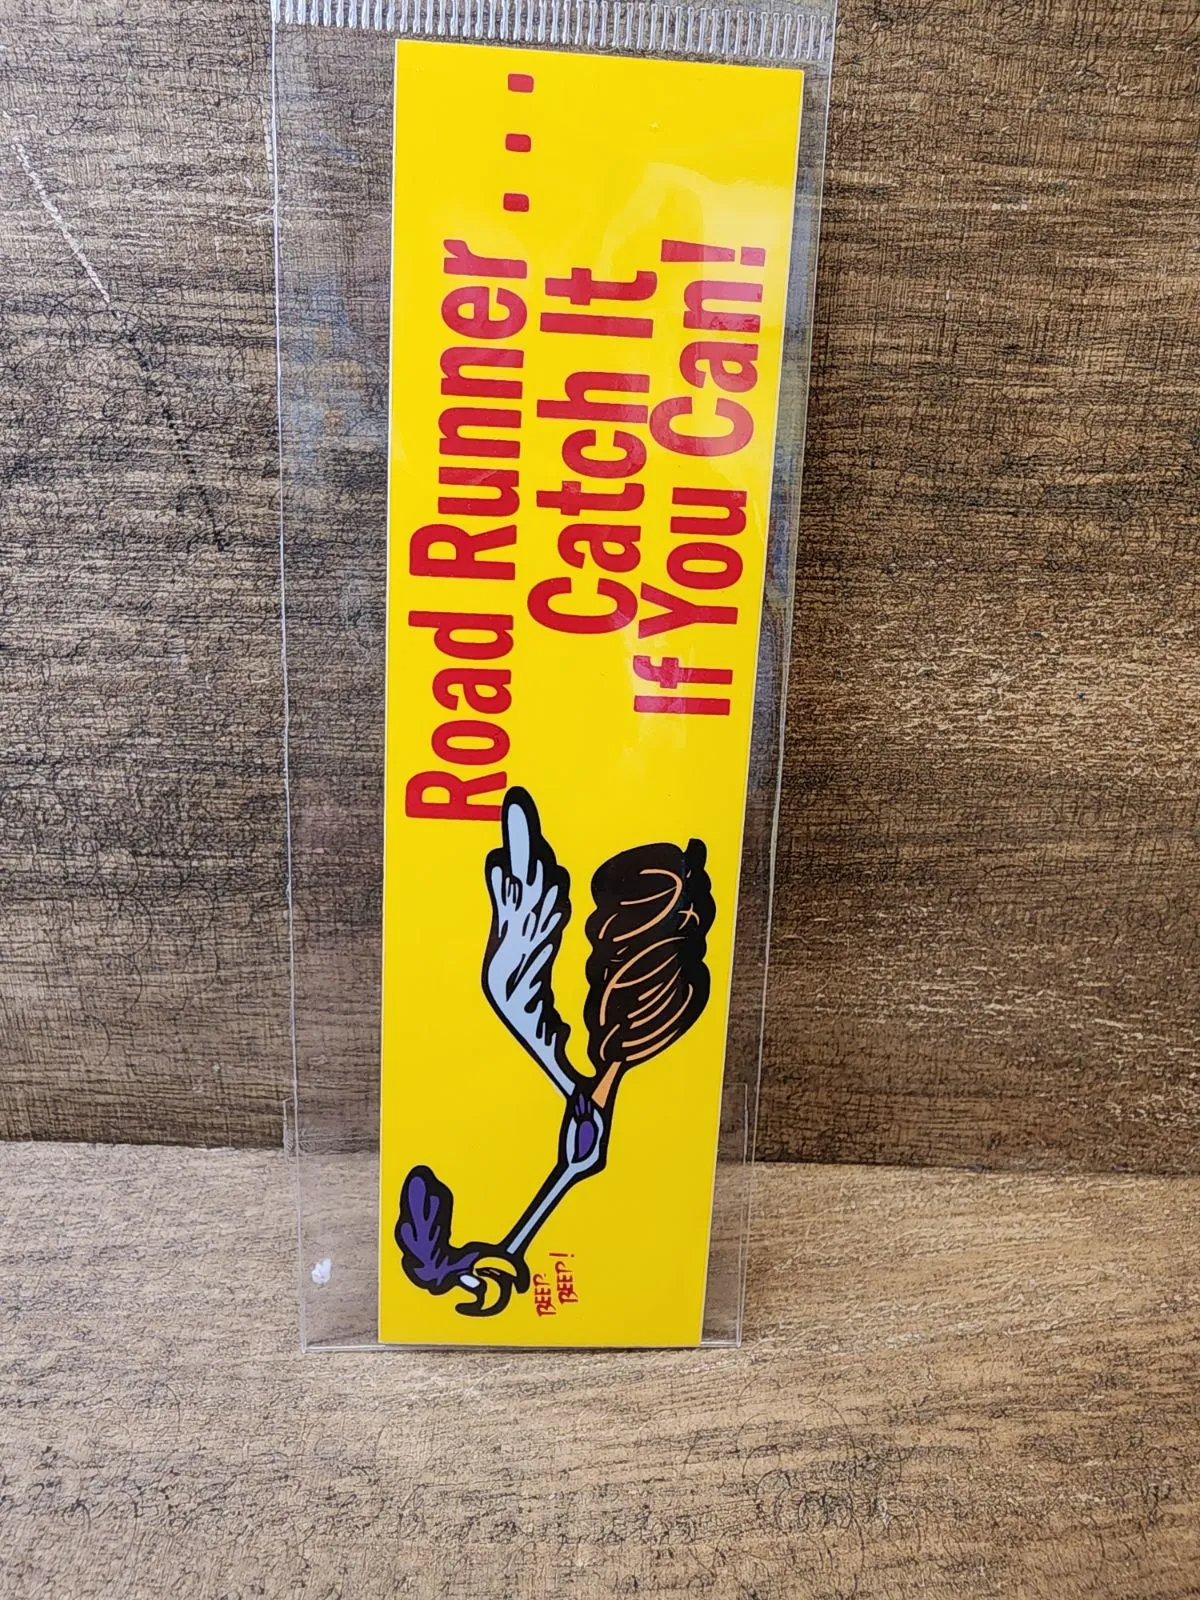 Road Runner...
Catch It
If You Can!
BEEP.
BEEP!